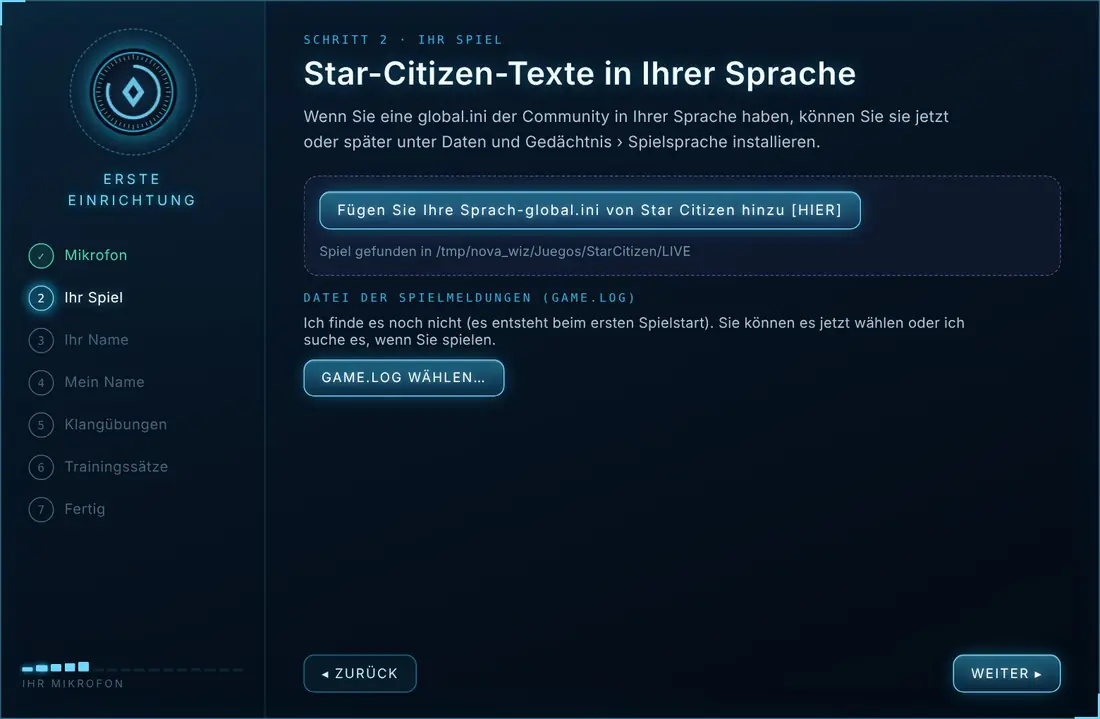 ERSTE
EINRICHTUNG
✓ Mikrofon
2 Ihr Spiel
3 Ihr Name
4 Mein Name
5 Klangübungen
6 Trainingssätze
7 Fertig
IHR MIKROFON
SCHRITT 2 · IHR SPIEL
Star-Citizen-Texte in Ihrer Sprache
Wenn Sie eine global.ini der Community in Ihrer Sprache haben, können Sie sie jetzt
oder später unter Daten und Gedächtnis › Spielsprache installieren.
Fügen Sie Ihre Sprach-global.ini von Star Citizen hinzu [HIER]
Spiel gefunden in /tmp/nova_wiz/Juegos/StarCitizen/LIVE
DATEI DER SPIELMELDUNGEN (GAME.LOG)
Ich finde es noch nicht (es entsteht beim ersten Spielstart). Sie können es jetzt wählen oder ich
suche es, wenn Sie spielen.
GAME.LOG WÄHLEN…
◂ ZURÜCK
WEITER ▸